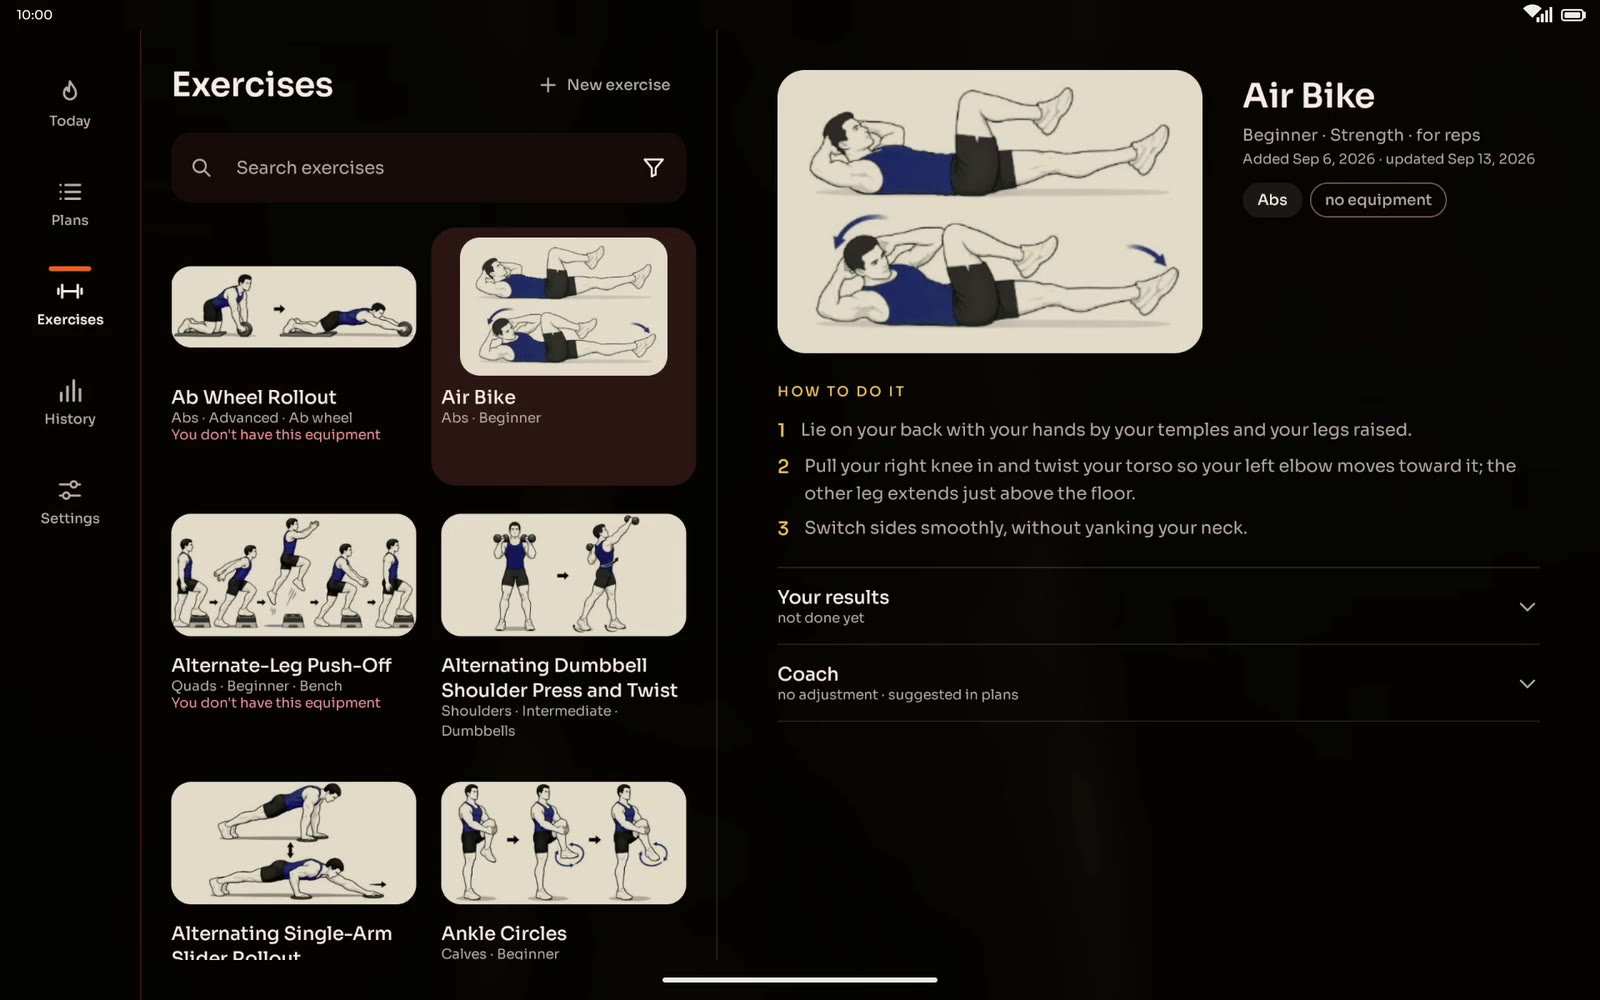 10:00
Today
Plans
Exercises
History
Settings
Exercises
New exercise
Search exercises
Ab Wheel Rollout
Abs · Advanced · Ab wheel
You don't have this equipment
Air Bike
Abs · Beginner
Alternate-Leg Push-Off
Quads · Beginner · Bench
You don't have this equipment
Alternating Dumbbell
Shoulder Press and Twist
Shoulders · Intermediate ·
Dumbbells
Alternating Single-Arm
Slider Rollout
Ankle Circles
Calves · Beginner
Air Bike
Beginner · Strength · for reps
Added Sep 6, 2026 · updated Sep 13, 2026
Abs
no equipment
HOW TO DO IT
1 Lie on your back with your hands by your temples and your legs raised.
2 Pull your right knee in and twist your torso so your left elbow moves toward it; the
other leg extends just above the floor.
3 Switch sides smoothly, without yanking your neck.
Your results
not done yet
Coach
no adjustment · suggested in plans